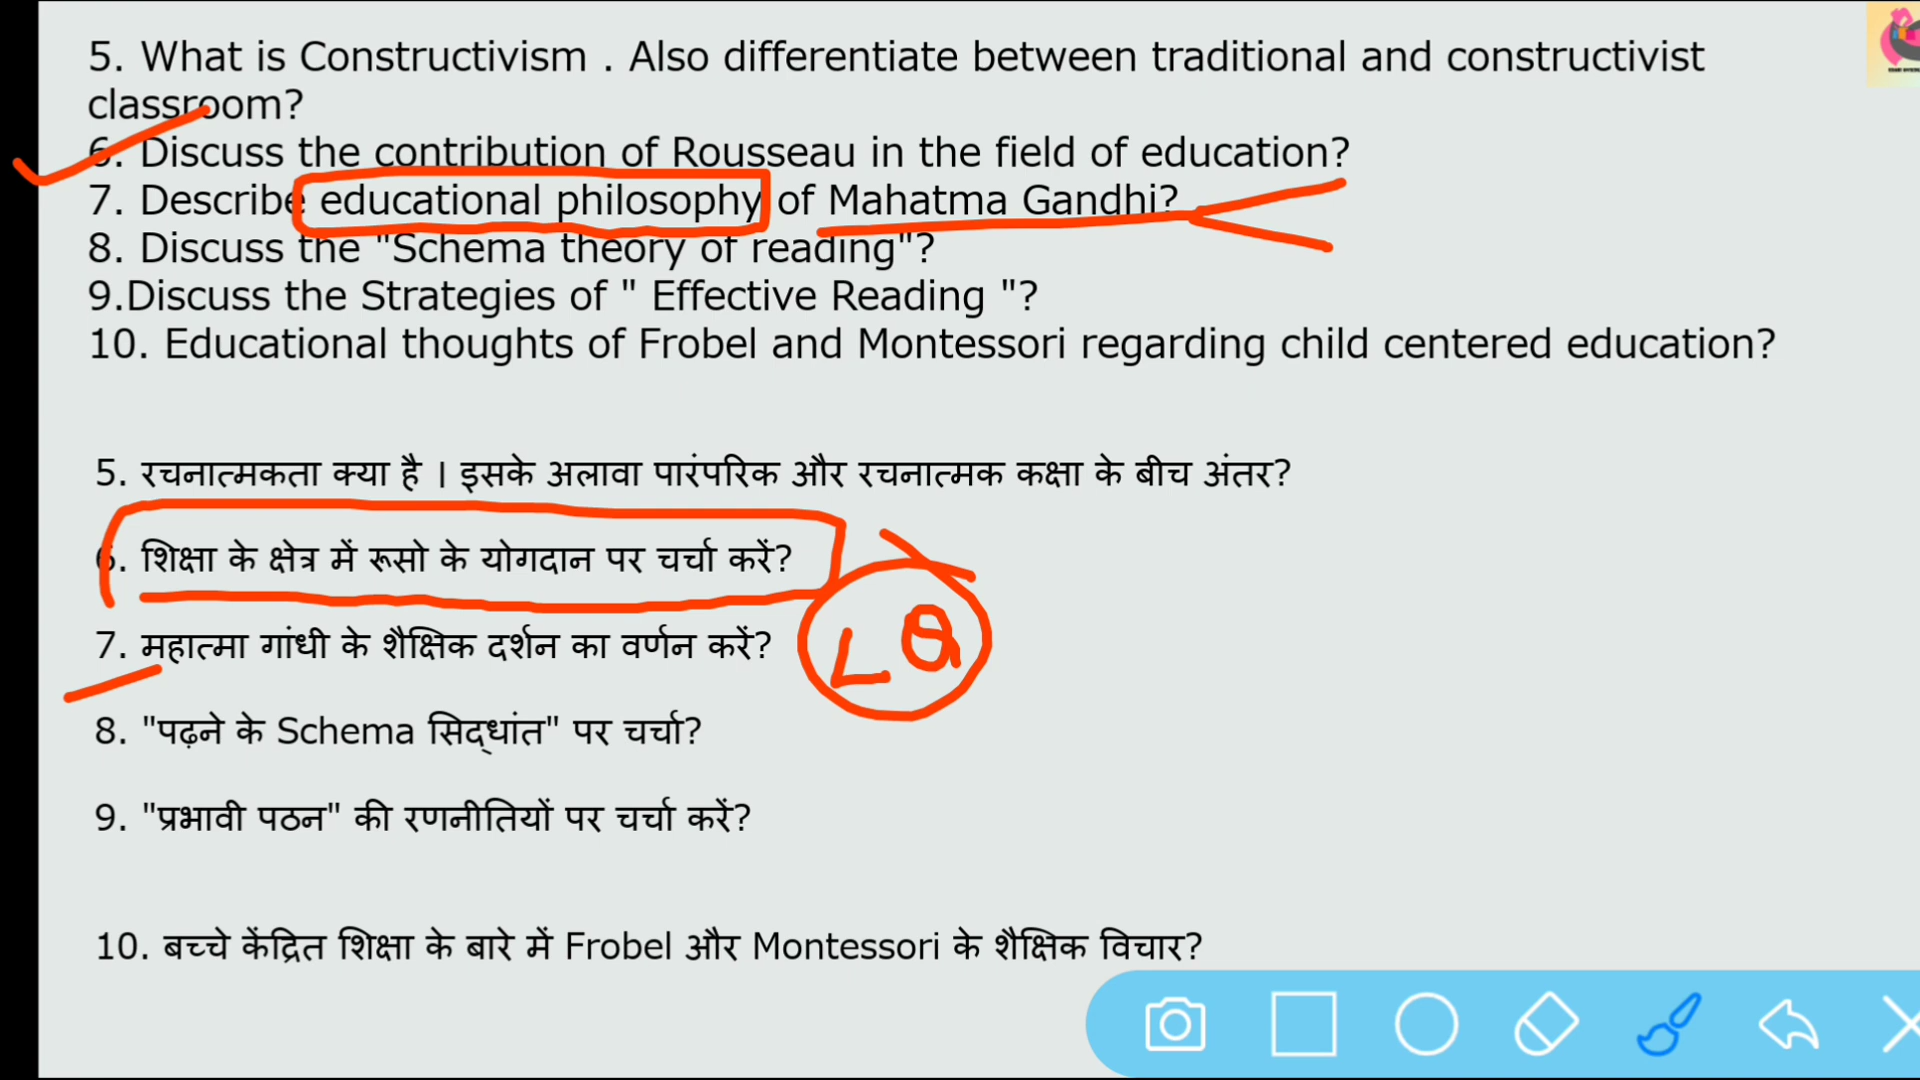 5. What is Constructivism . Also differentiate between traditional and constructivist
classroom?
6. Discuss the contribution of Rousseau in the field of education?
7. Describe educational philosophy of Mahatma Gandhi?
8. Discuss the "Schema theory of reading"?
9.Discuss the Strategies of " Effective Reading "?
10. Educational thoughts of Frobel and Montessori regarding child centered education?
5. रचनात्मकता क्या है । इसके अलावा पारंपरिक और रचनात्मक कक्षा के बीच अंतर?
6. शिक्षा के क्षेत्र में रूसो के योगदान पर चर्चा करें?
LQ
7. महात्मा गांधी के शैक्षिक दर्शन का वर्णन करें?
8. "पढ़ने के Schema सिद्धांत" पर चर्चा?
9. "प्रभावी पठन" की रणनीतियों पर चर्चा करें?
10. बच्चे केंद्रित शिक्षा के बारे में Frobel और Montessori के शैक्षिक विचार?